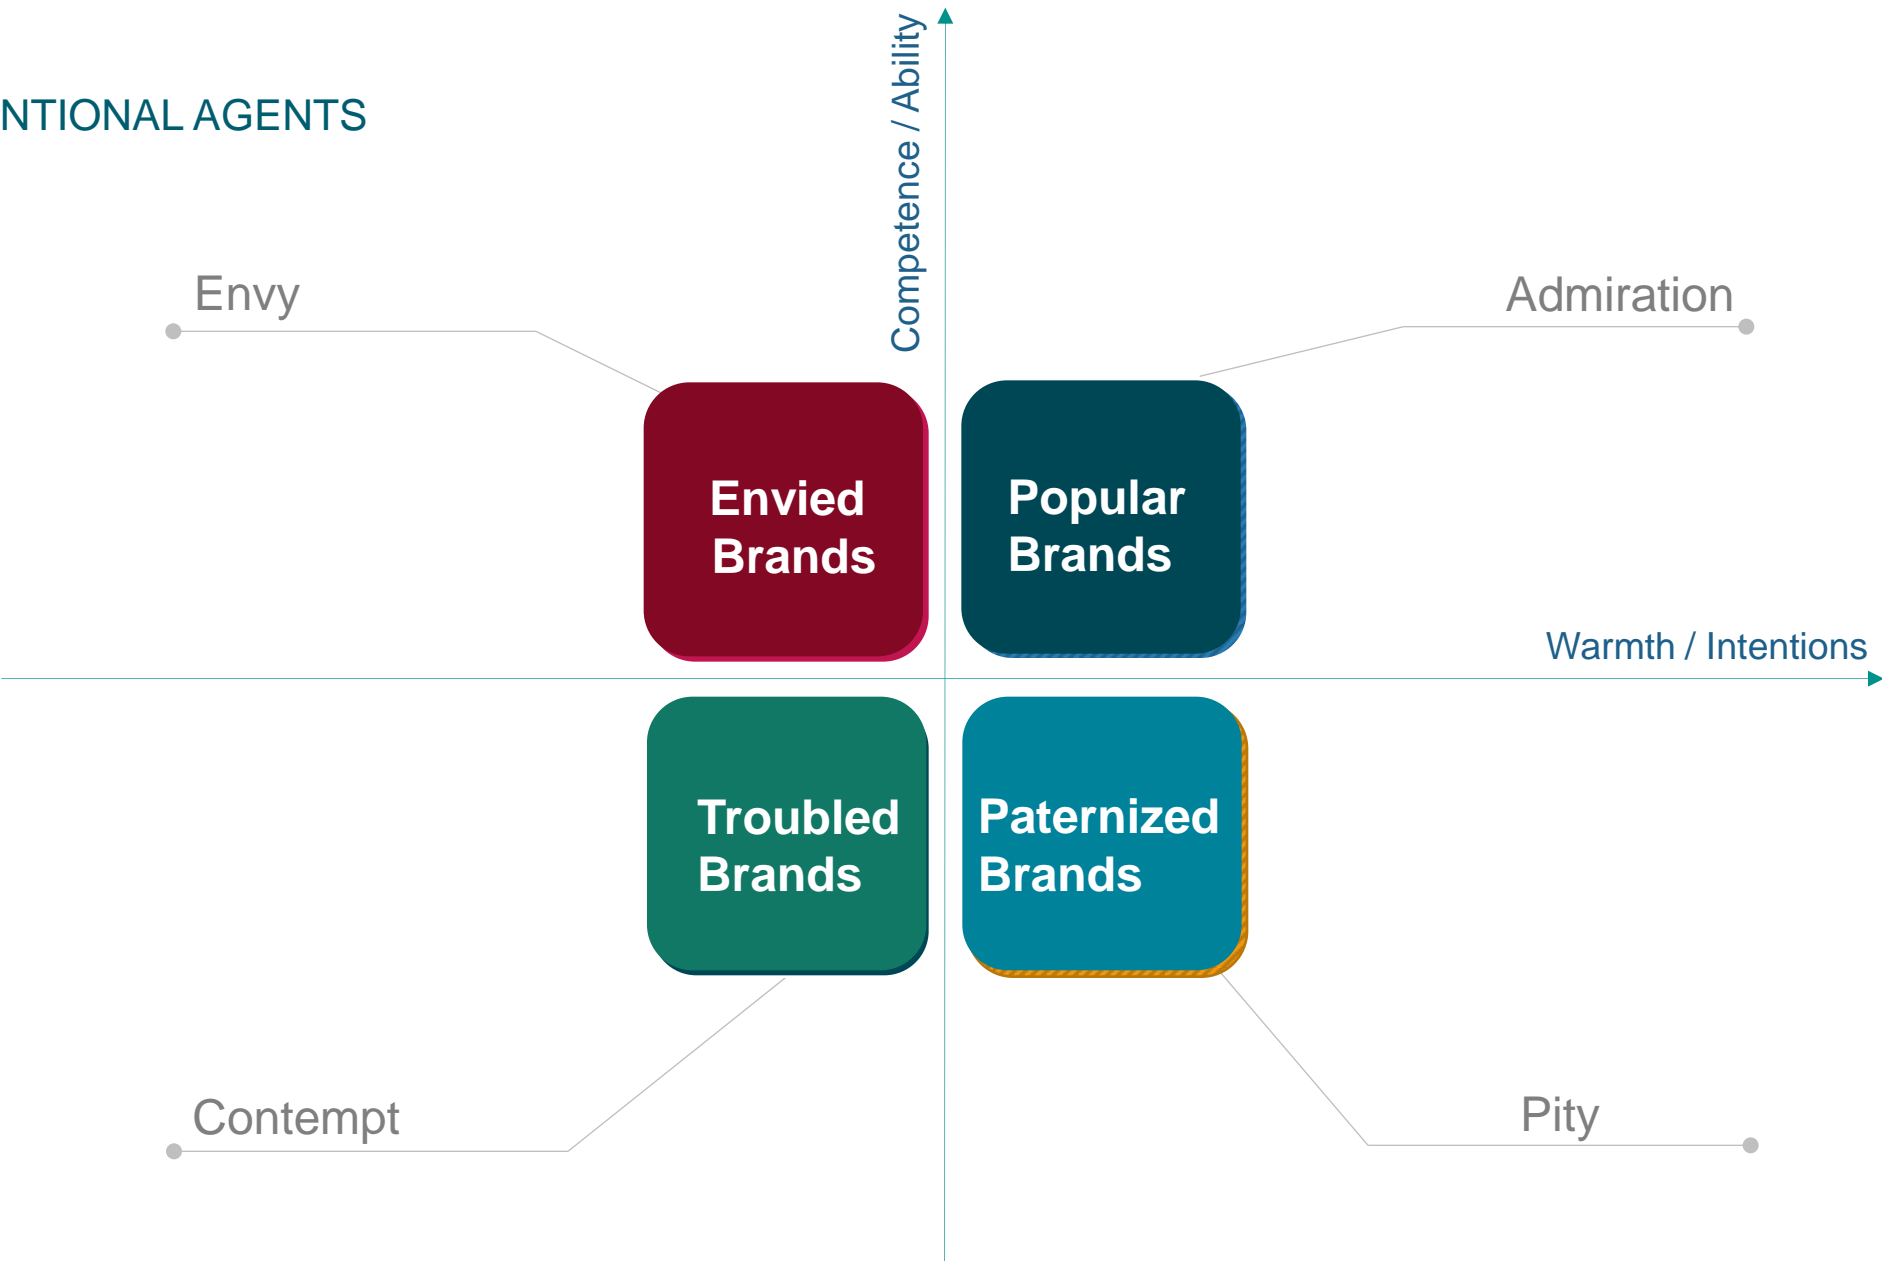 Competence / Ability
NTIONAL AGENTS
Envy
Admiration
Envied
Brands
Popular
Brands
Warmth / Intentions
Troubled
Brands
Paternized
Brands
Contempt
Pity